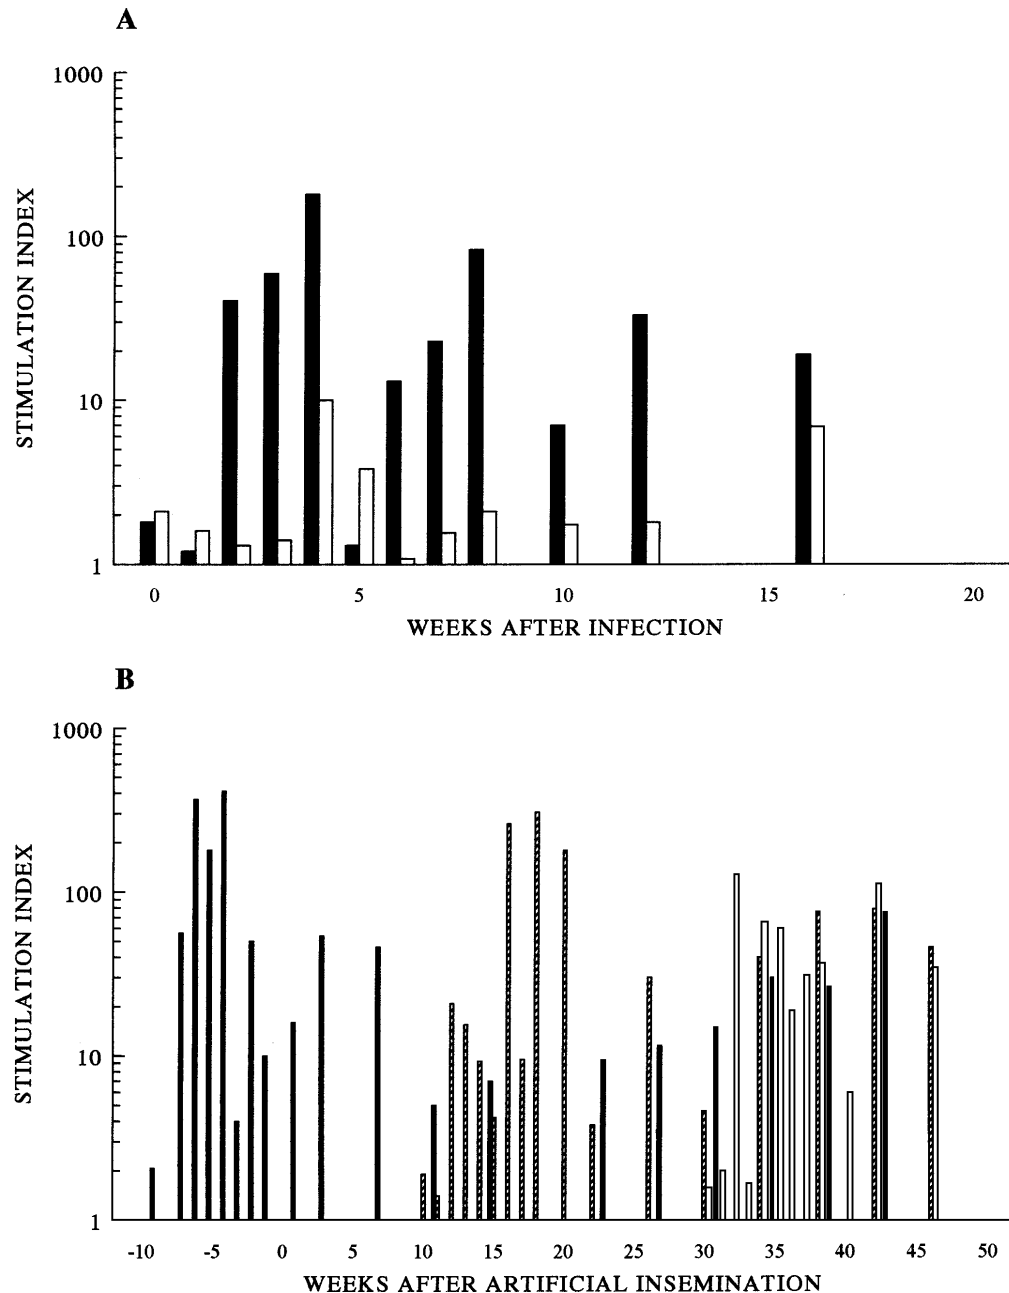 A
1000
100
10
1
STIMULATION INDEX
0 5 10 15 20
WEEKS AFTER INFECTION
B
1000
100
10
1
STIMULATION INDEX
-10 -5 0 5 10 15 20 25 30 35 40 45 50
WEEKS AFTER ARTIFICIAL INSEMINATION